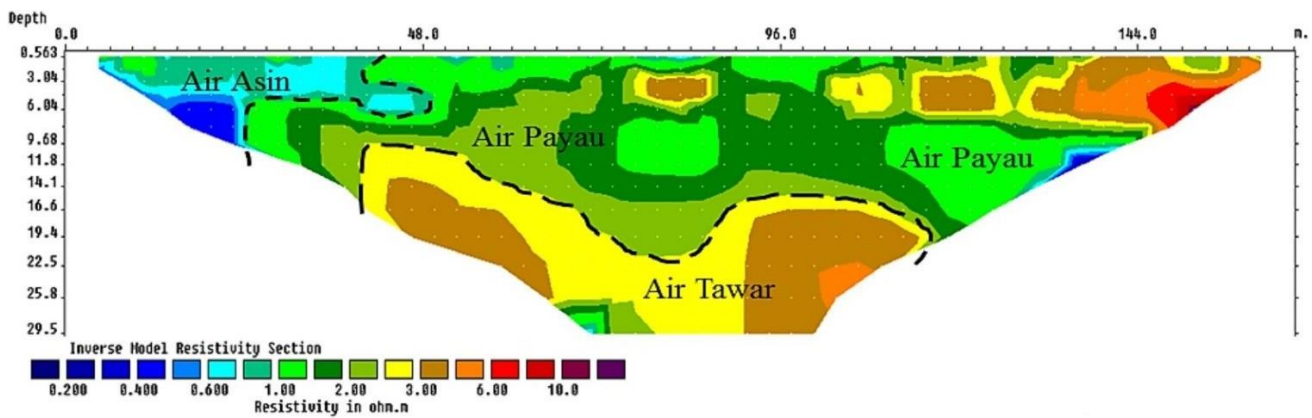 Depth
0.0 48.0 96.0 144.0 m.
0.563
3.04
6.04
9.68
11.8
14.1
16.6
19.4
22.5
25.8
29.5
Air Asin
Air Payau
Air Payau
Air Tawar
Inverse Model Resistivity Section
0.200 0.400 0.600 1.00 2.00 3.00 6.00 10.0
Resistivity in ohm.m